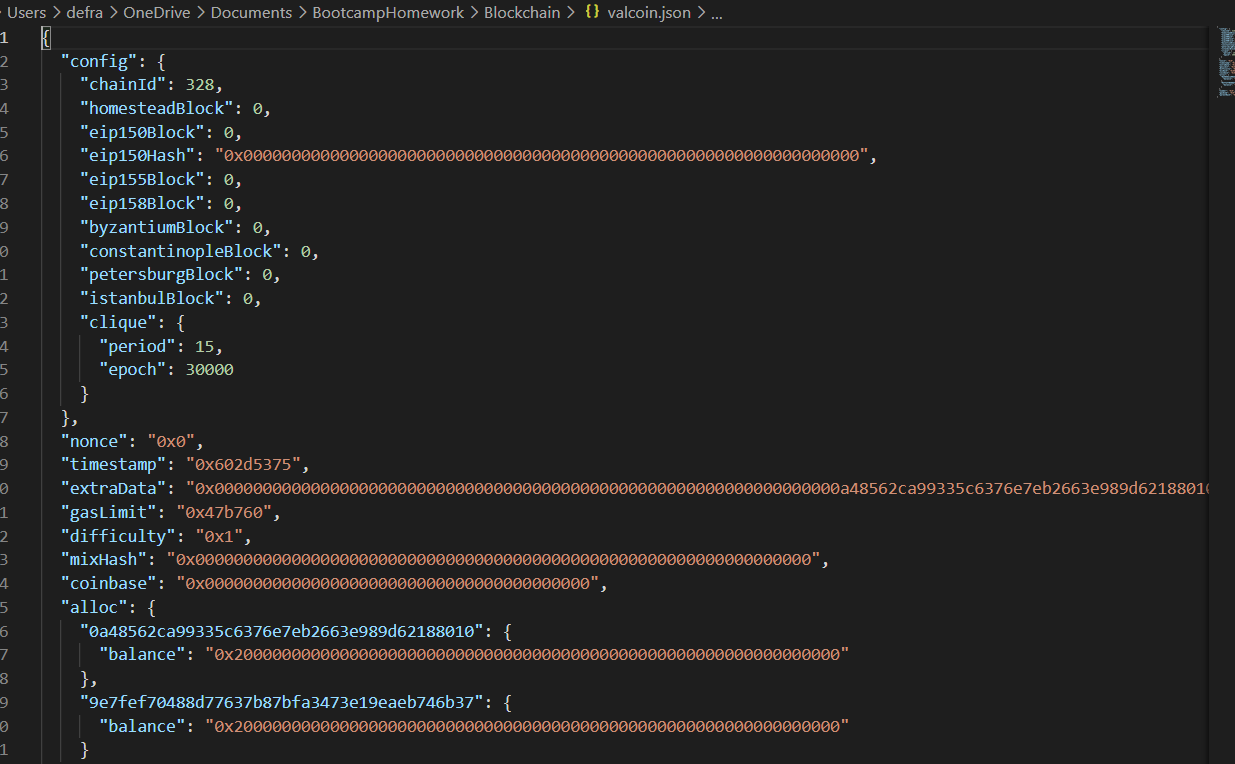 Users > defra > OneDrive > Documents > BootcampHomework > Blockchain > {} valcoin.json > ...
1 {
2 "config": {
3 "chainId": 328,
4 "homesteadBlock": 0,
5 "eip150Block": 0,
6 "eip150Hash": "0x0000000000000000000000000000000000000000000000000000000000000000",
7 "eip155Block": 0,
8 "eip158Block": 0,
9 "byzantiumBlock": 0,
0 "constantinopleBlock": 0,
1 "petersburgBlock": 0,
2 "istanbulBlock": 0,
3 "clique": {
4 "period": 15,
5 "epoch": 30000
6 }
7 },
8 "nonce": "0x0",
9 "timestamp": "0x602d5375",
0 "extraData": "0x00000000000000000000000000000000000000000000000000000000000000000a48562ca99335c6376e7eb2663e989d62188010
1 "gasLimit": "0x47b760",
2 "difficulty": "0x1",
3 "mixHash": "0x0000000000000000000000000000000000000000000000000000000000000000",
4 "coinbase": "0x0000000000000000000000000000000000000000",
5 "alloc": {
6 "0a48562ca99335c6376e7eb2663e989d62188010": {
7 "balance": "0x200000000000000000000000000000000000000000000000000000000000000"
8 },
9 "9e7fef70488d77637b87bfa3473e19eaeb746b37": {
0 "balance": "0x200000000000000000000000000000000000000000000000000000000000000"
1 }